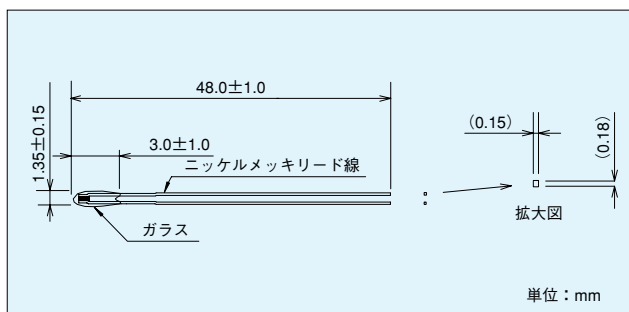 48.0±1.0
1.35±0.15
3.0±1.0
ニッケルメッキリード線
ガラス
(0.15)
(0.18)
拡大図
単位：mm